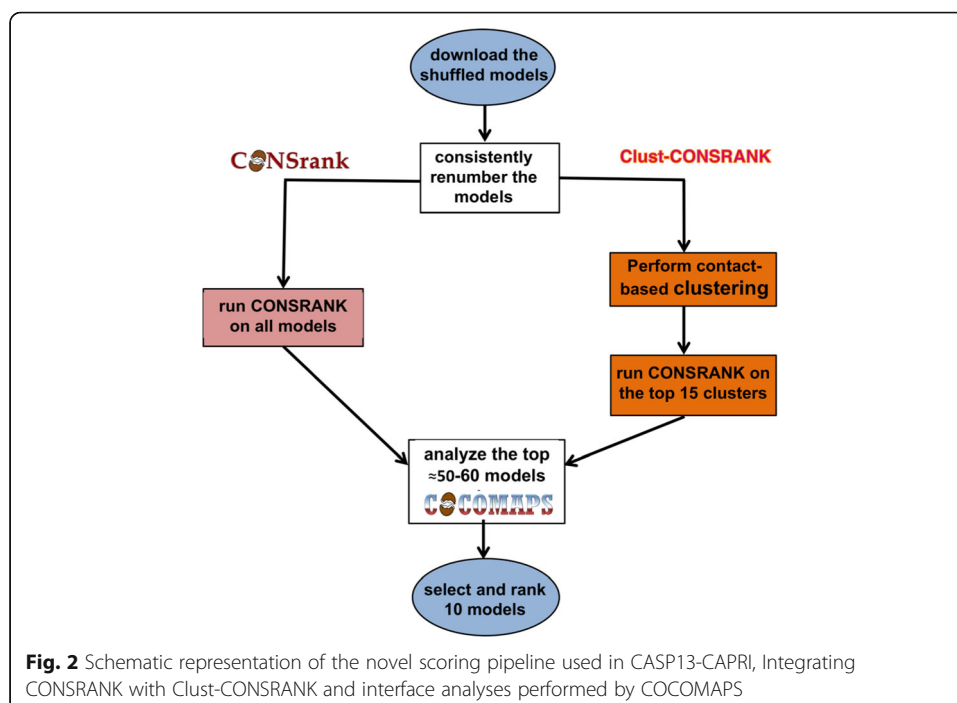 download the
shuffled models
CONSrank
Clust-CONSRANK
consistently
renumber the
models
Perform contact-
based clustering
run CONSRANK
on all models
run CONSRANK on
the top 15 clusters
analyze the top
≈50-60 models
COCOMAPS
select and rank
10 models
Fig. 2 Schematic representation of the novel scoring pipeline used in CASP13-CAPRI, Integrating
CONSRANK with Clust-CONSRANK and interface analyses performed by COCOMAPS